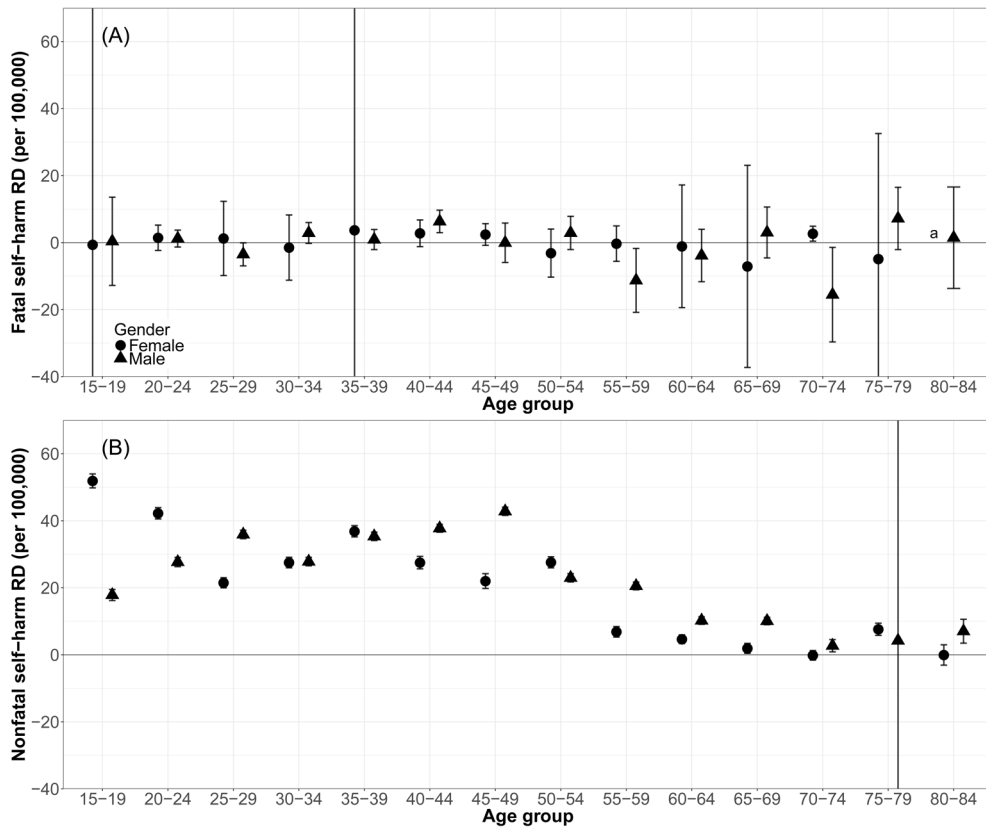 (A)
Fatal self−harm RD (per 100,000)
60
40
20
0
−20
−40
a
Gender
Female
Male
15−19 20−24 25−29 30−34 35−39 40−44 45−49 50−54 55−59 60−64 65−69 70−74 75−79 80−84
Age group
(B)
Nonfatal self−harm RD (per 100,000)
60
40
20
0
−20
−40
15−19 20−24 25−29 30−34 35−39 40−44 45−49 50−54 55−59 60−64 65−69 70−74 75−79 80−84
Age group